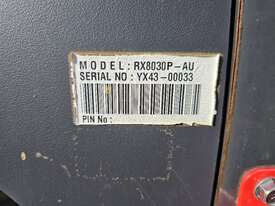 MODEL: RX8030P-AU
SERIAL NO: YX43-00033
PIN No: